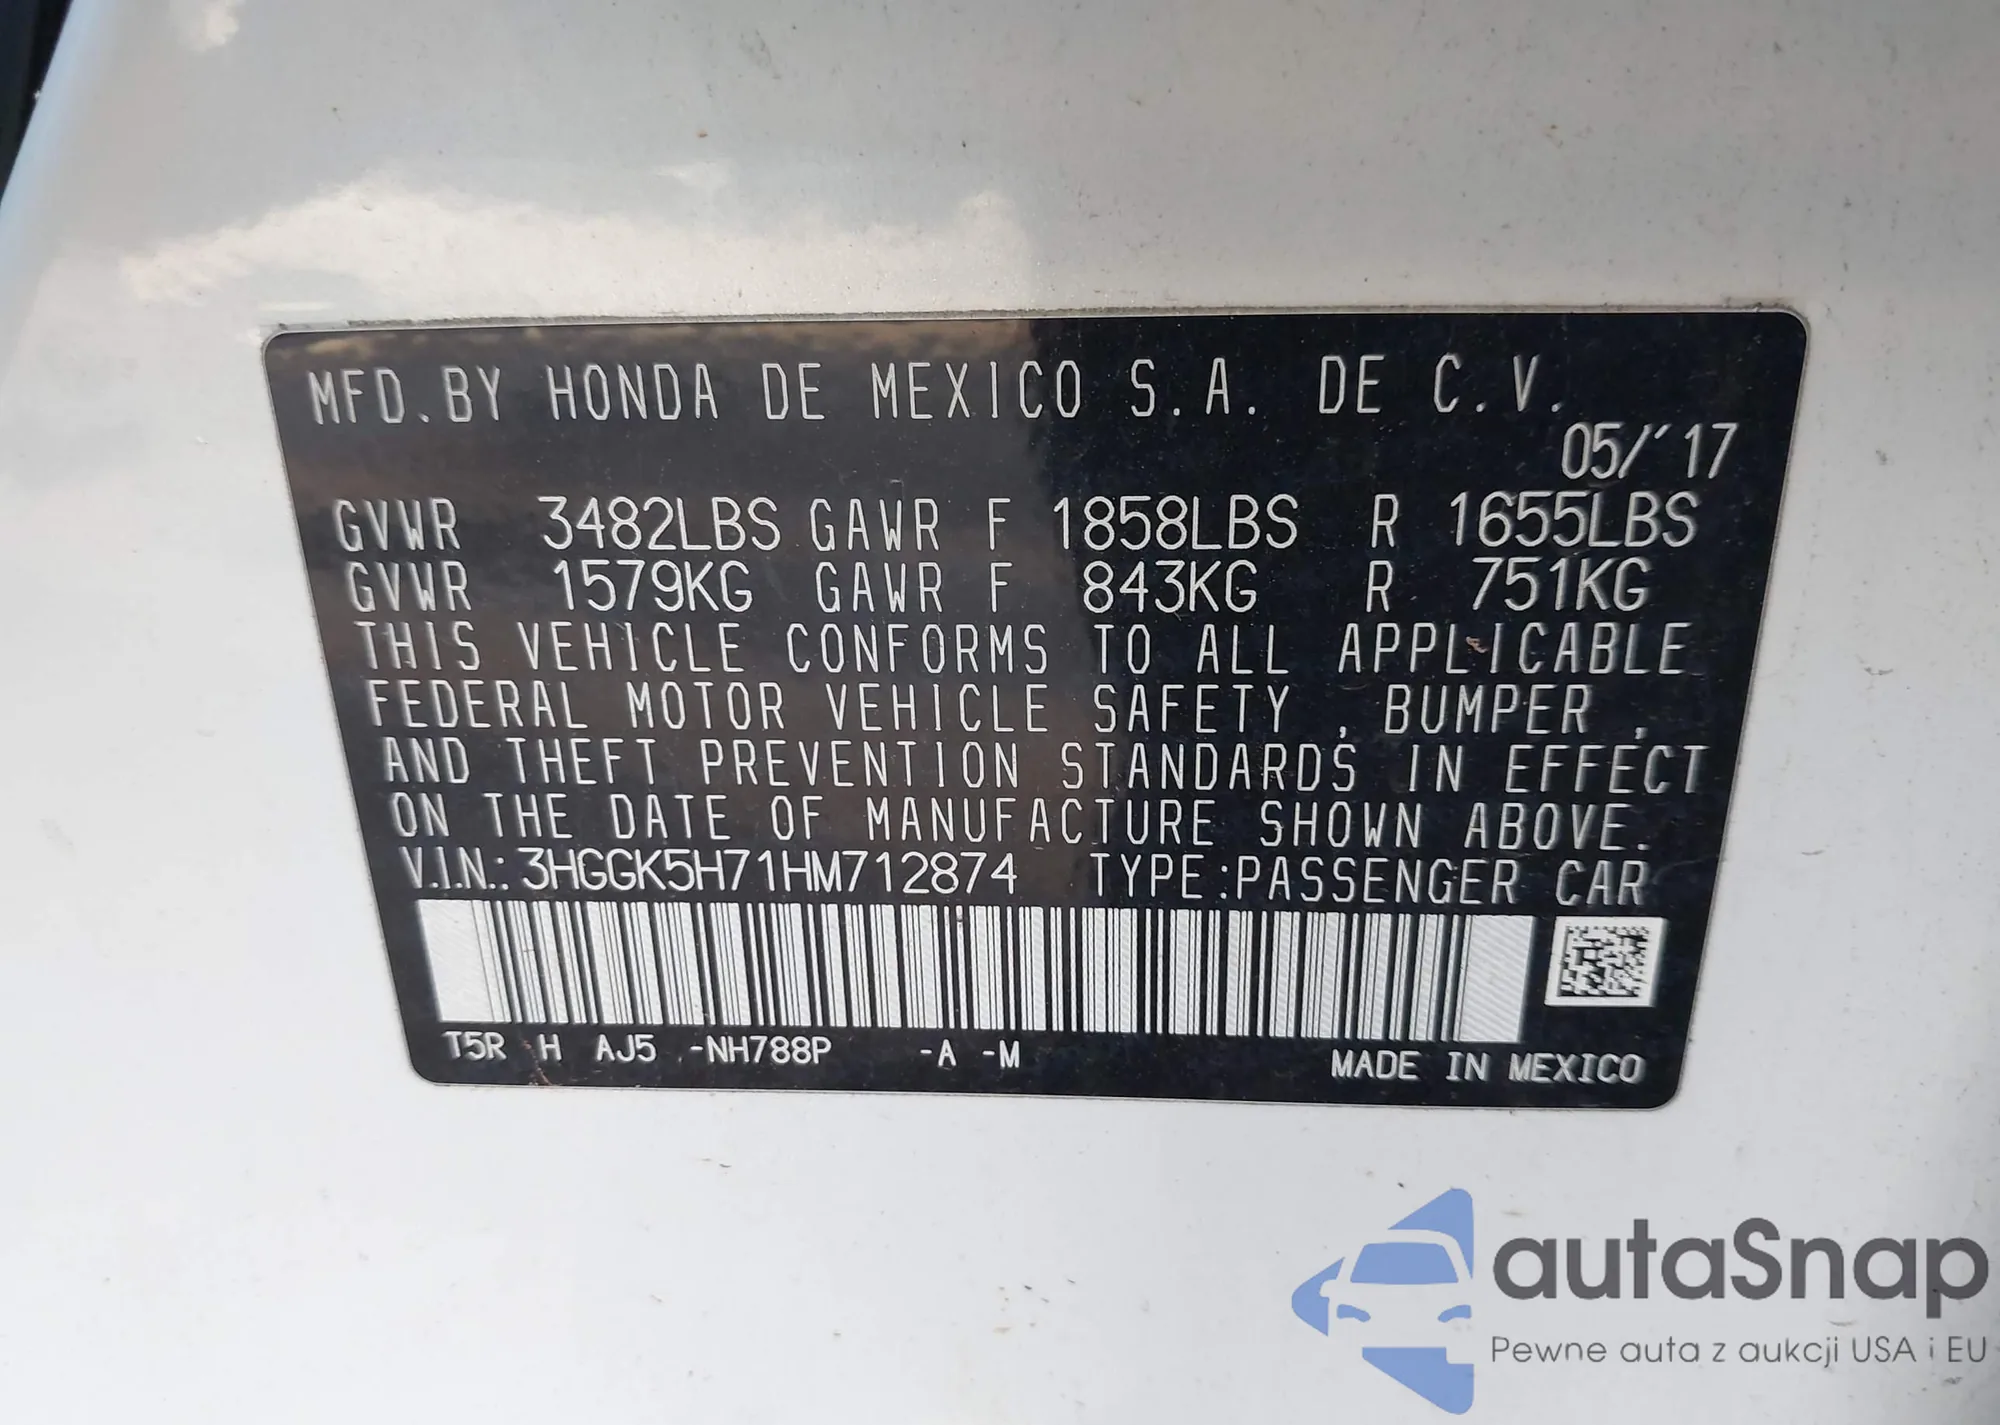 MFD.BY HONDA DE MEXICO S.A. DE C.V.
05/'17
GVWR 3482LBS GAWR F 1858LBS R 1655LBS
GVWR 1579KG GAWR F 843KG R 751KG
THIS VEHICLE CONFORMS TO ALL APPLICABLE
FEDERAL MOTOR VEHICLE SAFETY , BUMPER ,
AND THEFT PREVENTION STANDARDS IN EFFECT
ON THE DATE OF MANUFACTURE SHOWN ABOVE.
V.I.N.: 3HGGK5H71HM712874 TYPE:PASSENGER CAR
T5R H AJ5 -NH788P -A -M
MADE IN MEXICO
autaSnap
Pewne auta z aukcji USA i EU